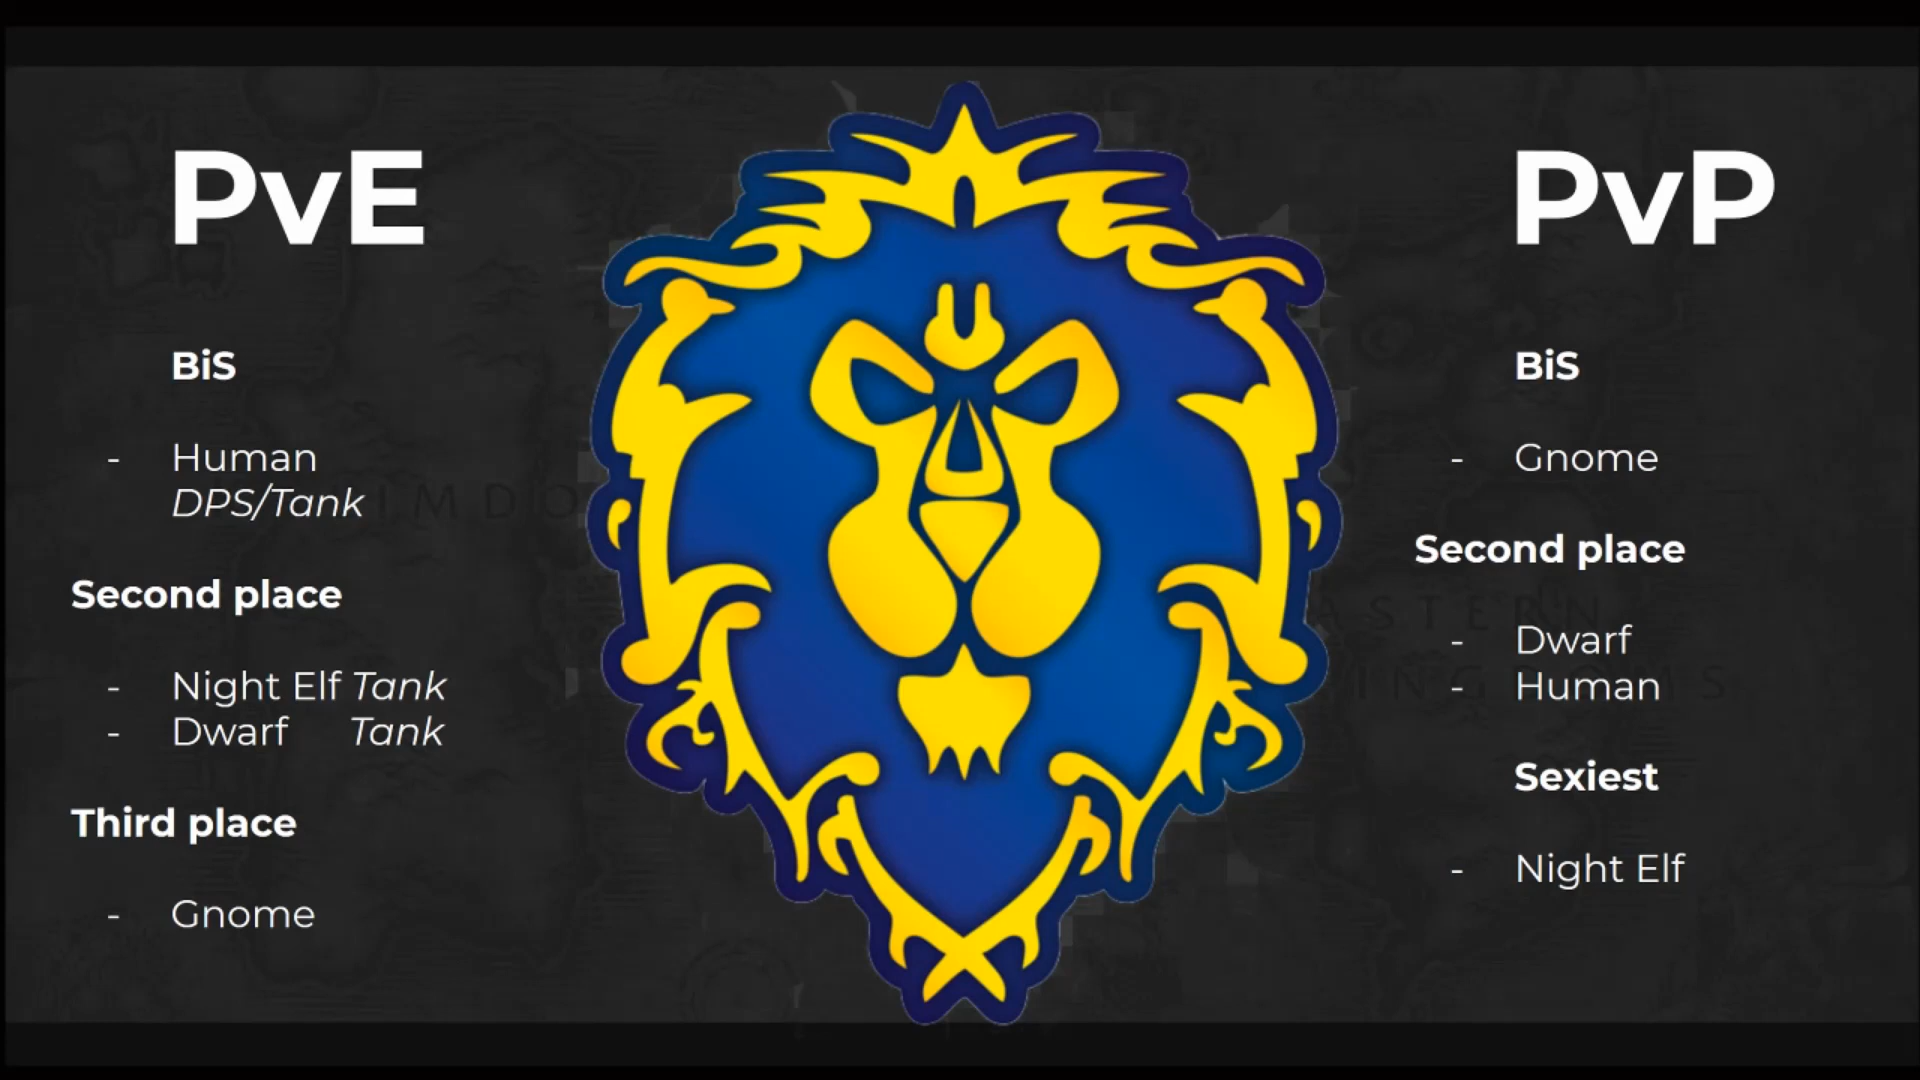 PvE
BiS
- Human
DPS/Tank
Second place
- Night Elf Tank
- Dwarf Tank
Third place
- Gnome
PvP
BiS
- Gnome
Second place
- Dwarf
- Human
Sexiest
- Night Elf